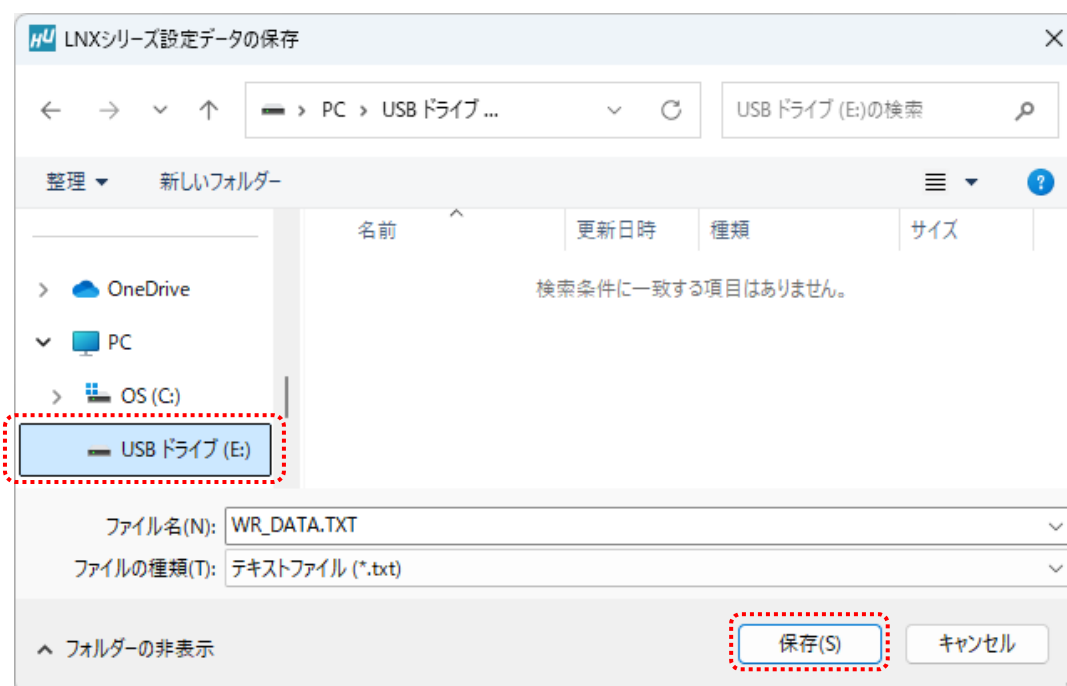 HU LNXシリーズ設定データの保存
PC › USB ドライブ ...
USB ドライブ (E:)の検索
整理 新しいフォルダー
名前 更新日時 種類 サイズ
検索条件に一致する項目はありません。
OneDrive
PC
OS (C:)
USB ドライブ (E:)
ファイル名(N): WR_DATA.TXT
ファイルの種類(T): テキストファイル (*.txt)
フォルダーの非表示
保存(S) キャンセル